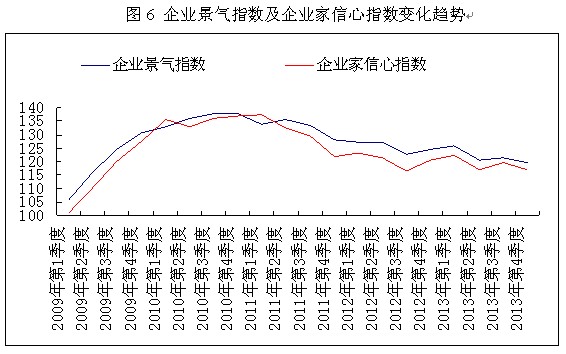 图 6 企业景气指数及企业家信心指数变化趋势
企业景气指数
企业家信心指数
140
135
130
125
120
115
110
105
100
2009年第1季度
2009年第2季度
2009年第3季度
2009年第4季度
2010年第1季度
2010年第2季度
2010年第3季度
2010年第4季度
2011年第1季度
2011年第2季度
2011年第3季度
2011年第4季度
2012年第1季度
2012年第2季度
2012年第3季度
2012年第4季度
2013年第1季度
2013年第2季度
2013年第3季度
2013年第4季度